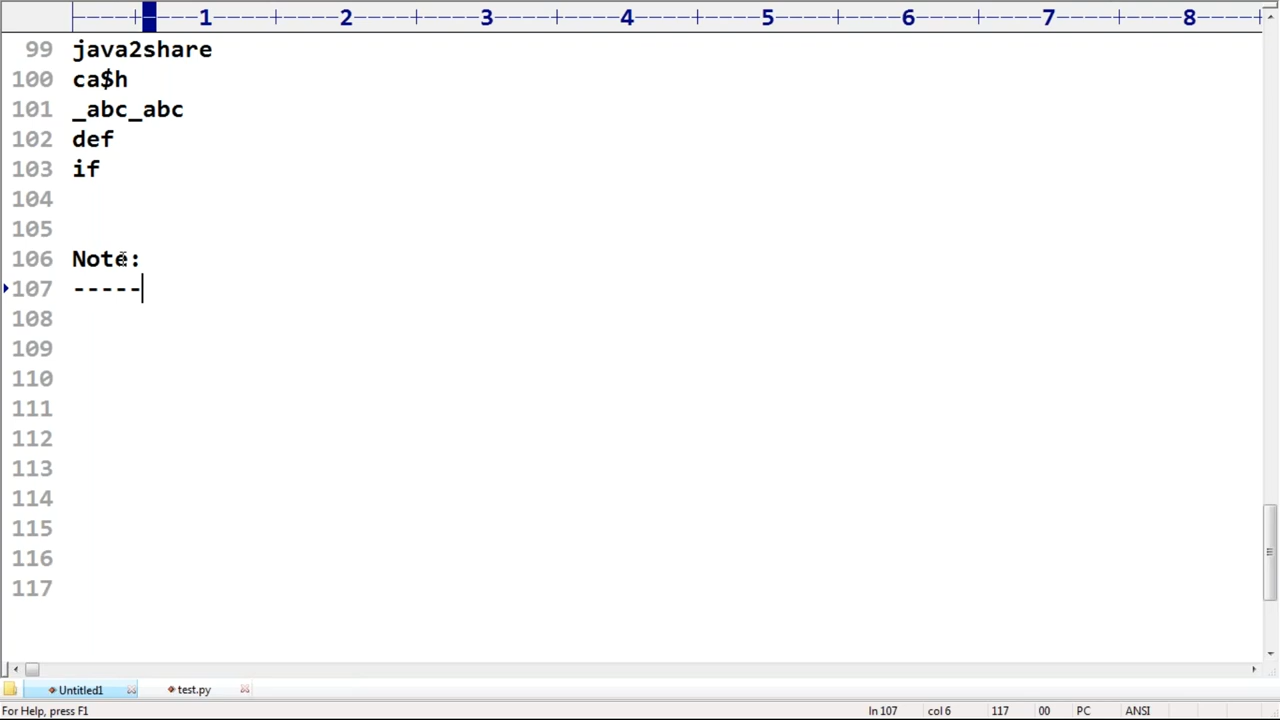 1 2 3 4 5 6 7 8
99 java2share
100 ca$h
101 _abc_abc
102 def
103 if
104
105
106 Note:
107 -----
108
109
110
111
112
113
114
115
116
117
Untitled1 test.py
For Help, press F1 ln 107 col 6 117 00 PC ANSI